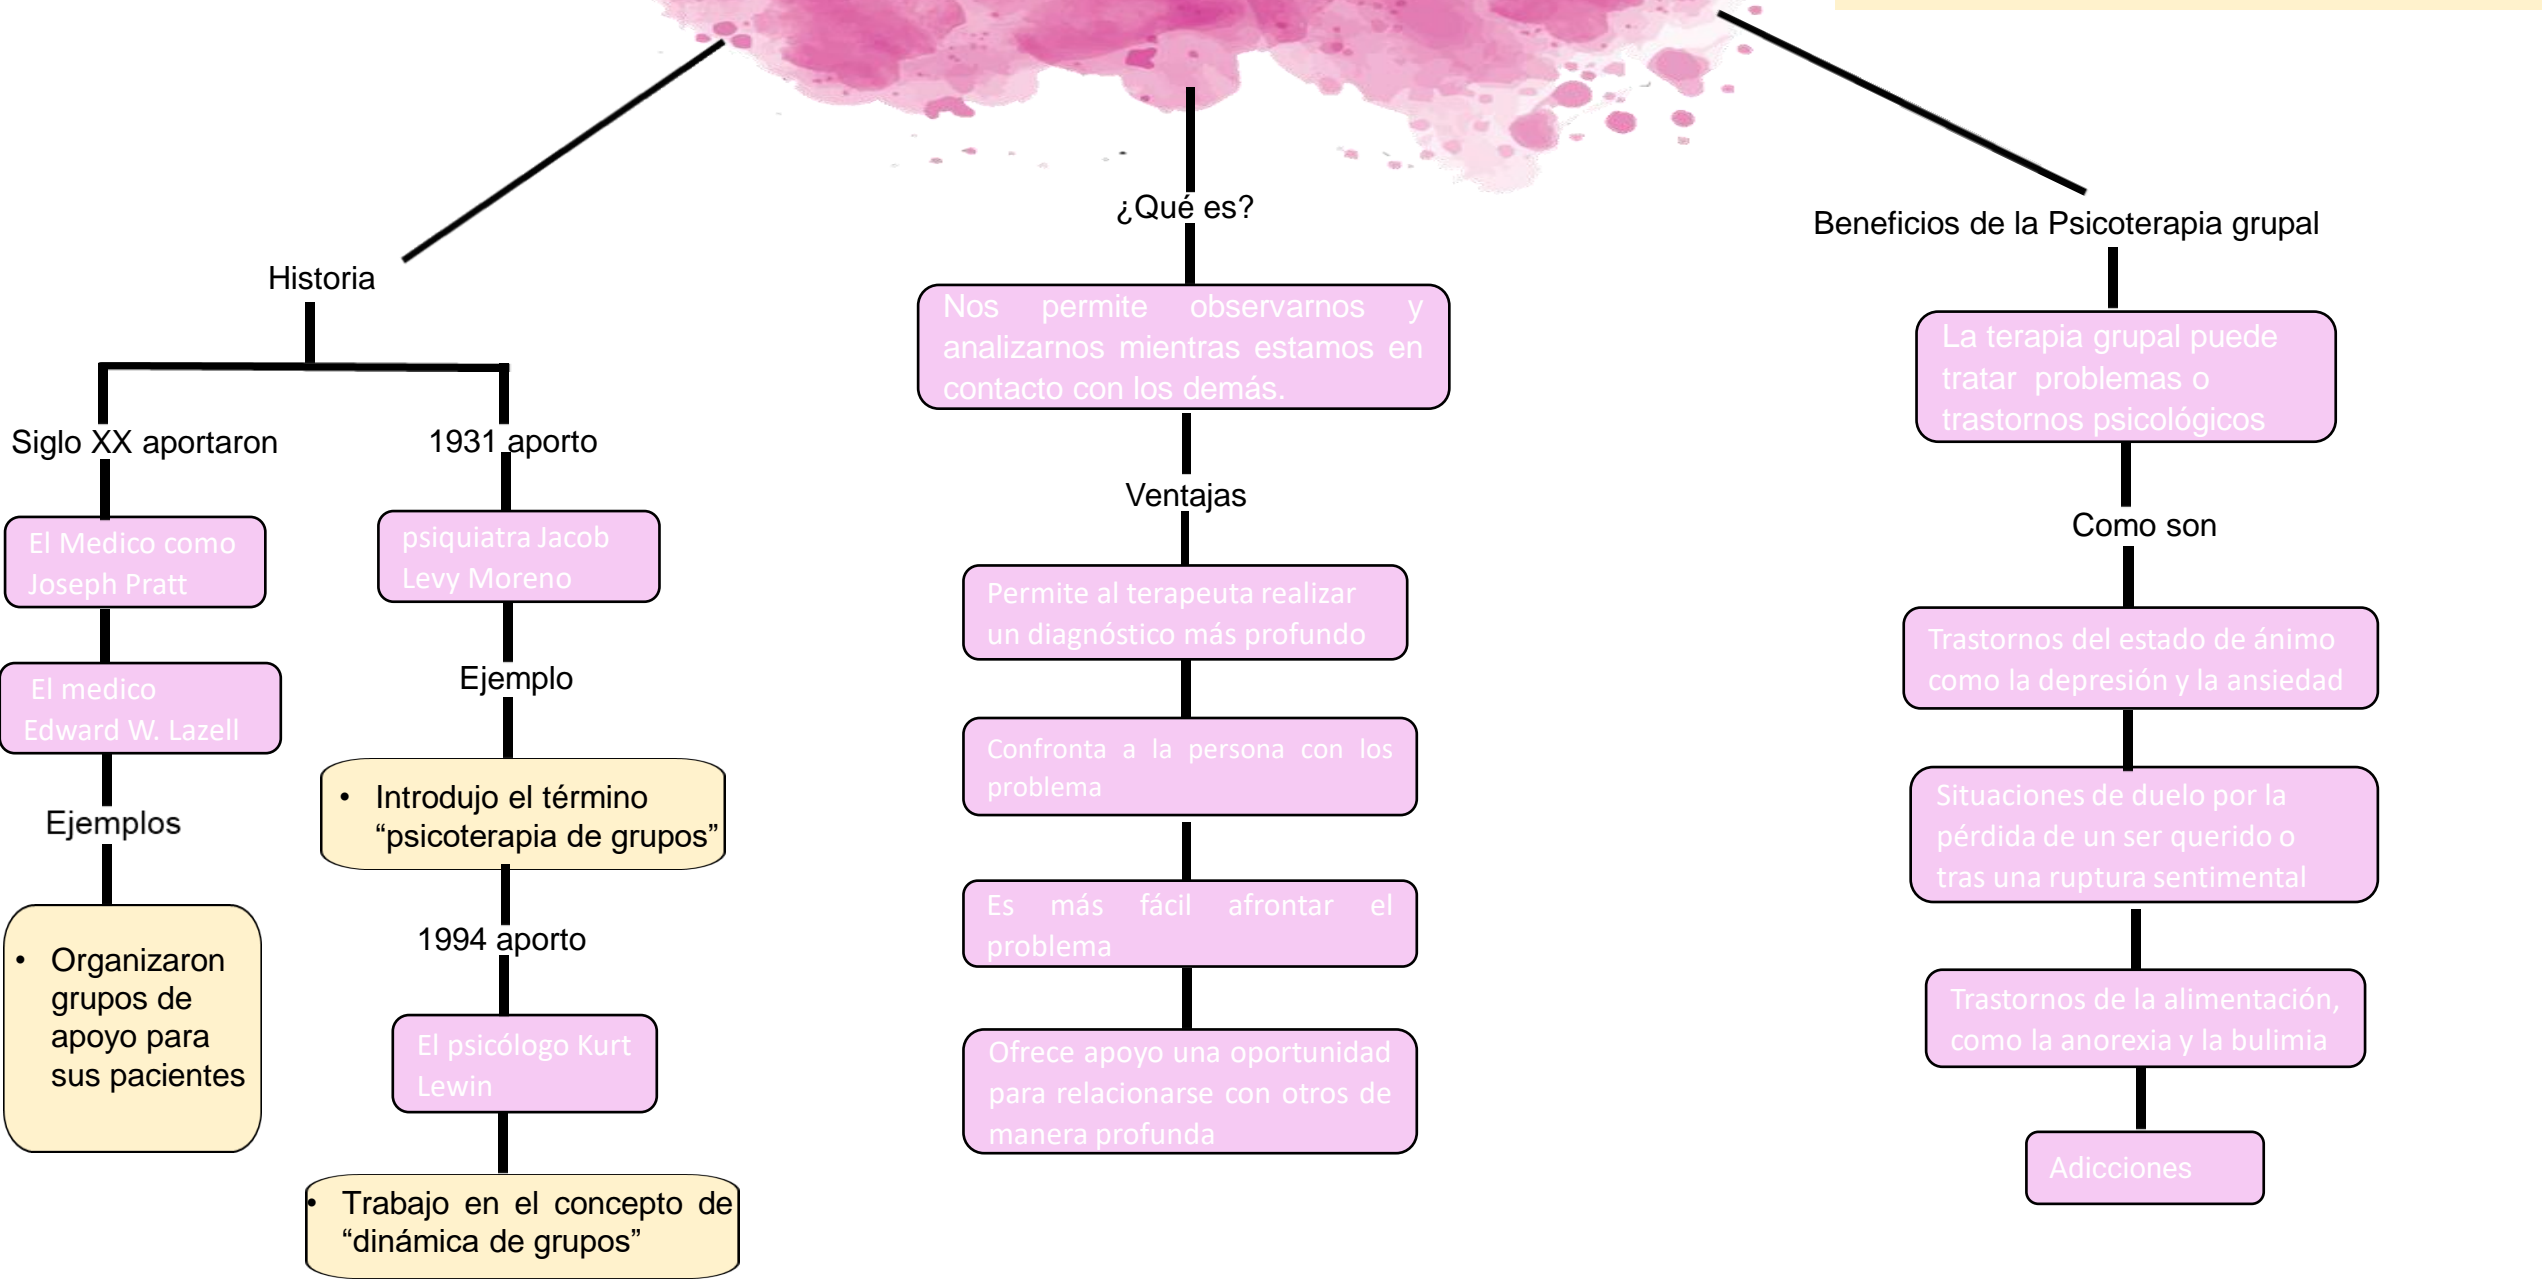 Historia
Siglo XX aportaron
El Medico como
Joseph Pratt
El medico
Edward W. Lazell
Ejemplos
• Organizaron
grupos de
apoyo para
sus pacientes
1931 aporto
psiquiatra Jacob
Levy Moreno
Ejemplo
• Introdujo el término
“psicoterapia de grupos”
1994 aporto
El psicólogo Kurt
Lewin
• Trabajo en el concepto de
“dinámica de grupos”
¿Qué es?
Nos permite observarnos y
analizarnos mientras estamos en
contacto con los demás.
Ventajas
Permite al terapeuta realizar
un diagnóstico más profundo
Confronta a la persona con los
problema
Es más fácil afrontar el
problema
Ofrece apoyo una oportunidad
para relacionarse con otros de
manera profunda
Beneficios de la Psicoterapia grupal
La terapia grupal puede
tratar problemas o
trastornos psicológicos
Como son
Trastornos del estado de ánimo
como la depresión y la ansiedad
Situaciones de duelo por la
pérdida de un ser querido o
tras una ruptura sentimental
Trastornos de la alimentación,
como la anorexia y la bulimia
Adicciones